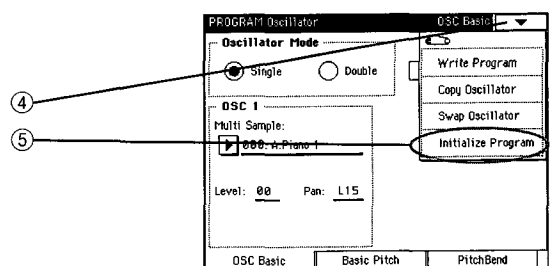 PROGRAM Oscillator
OSC Basic
Oscillator Mode
Single
Double
Write Program
Copy Oscillator
Swap Oscillator
Initialize Program
④
⑤
OSC 1
Multi Sample:
000: A.Piano 1
Level: 00 Pan: L15
OSC Basic
Basic Pitch
PitchBend